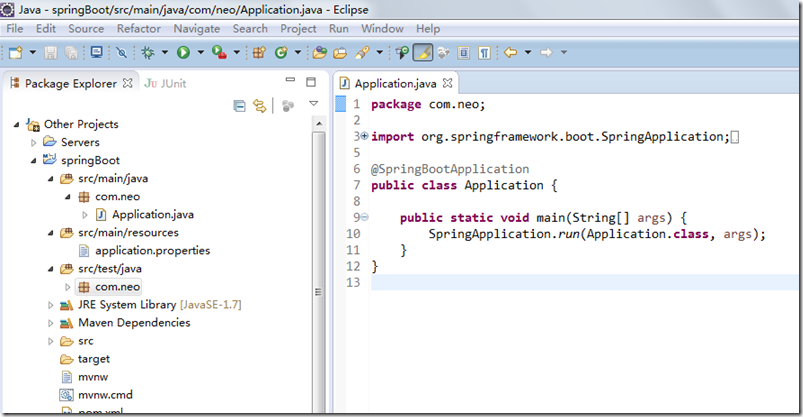 Java - springBoot/src/main/java/com/neo/Application.java - Eclipse
File Edit Source Refactor Navigate Search Project Run Window Help
Package Explorer
JUnit
Other Projects
Servers
springBoot
src/main/java
com.neo
Application.java
src/main/resources
application.properties
src/test/java
com.neo
JRE System Library [JavaSE-1.7]
Maven Dependencies
src
target
mvnw
mvnw.cmd
pom.xml
Application.java
1 package com.neo;
2
3 import org.springframework.boot.SpringApplication;
5
6 @SpringBootApplication
7 public class Application {
8
9 public static void main(String[] args) {
10 SpringApplication.run(Application.class, args);
11 }
12 }
13